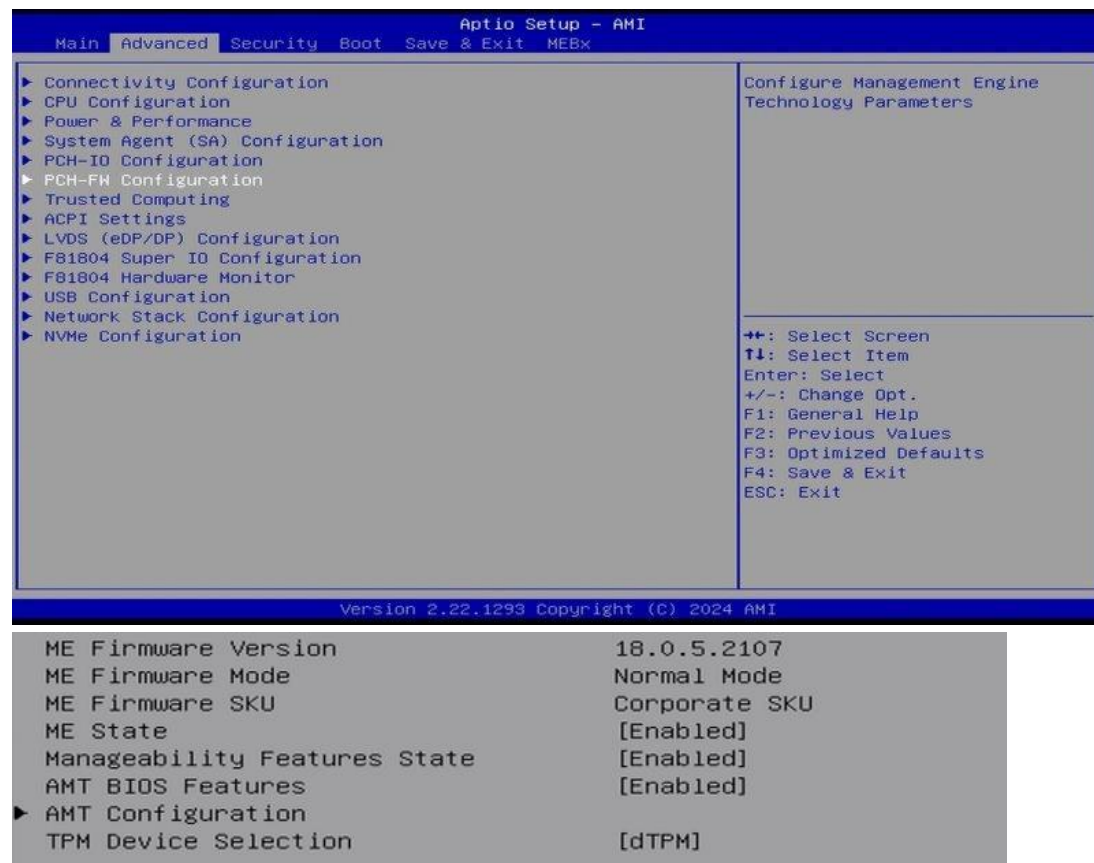 Aptio Setup – AMI
Main Advanced Security Boot Save & Exit MEBx
▶ Connectivity Configuration
▶ CPU Configuration
▶ Power & Performance
▶ System Agent (SA) Configuration
▶ PCH-IO Configuration
▶ PCH-FW Configuration
▶ Trusted Computing
▶ ACPI Settings
▶ LVDS (eDP/DP) Configuration
▶ F81804 Super IO Configuration
▶ F81804 Hardware Monitor
▶ USB Configuration
▶ Network Stack Configuration
▶ NVMe Configuration
Configure Management Engine
Technology Parameters
→←: Select Screen
↑↓: Select Item
Enter: Select
+/-: Change Opt.
F1: General Help
F2: Previous Values
F3: Optimized Defaults
F4: Save & Exit
ESC: Exit
Version 2.22.1293 Copyright (C) 2024 AMI
ME Firmware Version 18.0.5.2107
ME Firmware Mode Normal Mode
ME Firmware SKU Corporate SKU
ME State [Enabled]
Manageability Features State [Enabled]
AMT BIOS Features [Enabled]
▶ AMT Configuration
TPM Device Selection [dTPM]